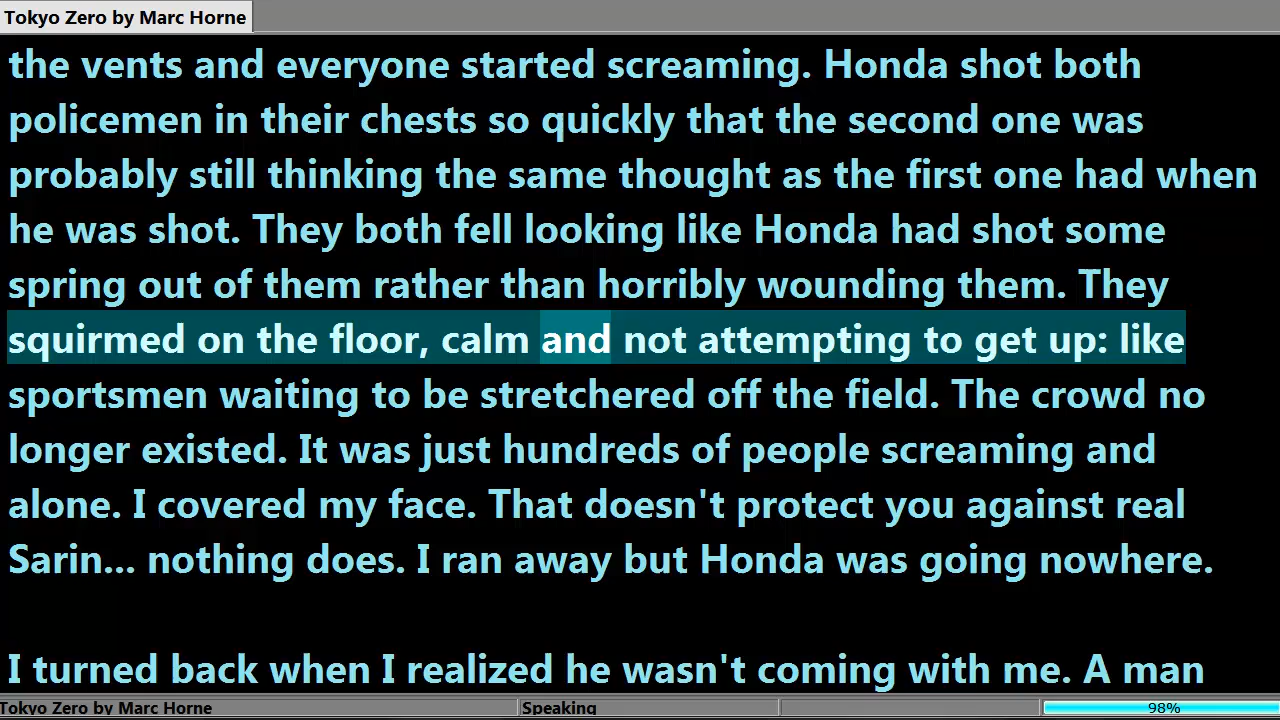 Tokyo Zero by Marc Horne
the vents and everyone started screaming. Honda shot both
policemen in their chests so quickly that the second one was
probably still thinking the same thought as the first one had when
he was shot. They both fell looking like Honda had shot some
spring out of them rather than horribly wounding them. They
squirmed on the floor, calm and not attempting to get up: like
sportsmen waiting to be stretchered off the field. The crowd no
longer existed. It was just hundreds of people screaming and
alone. I covered my face. That doesn't protect you against real
Sarin... nothing does. I ran away but Honda was going nowhere.
I turned back when I realized he wasn't coming with me. A man
Tokyo Zero by Marc Horne Speaking 98%